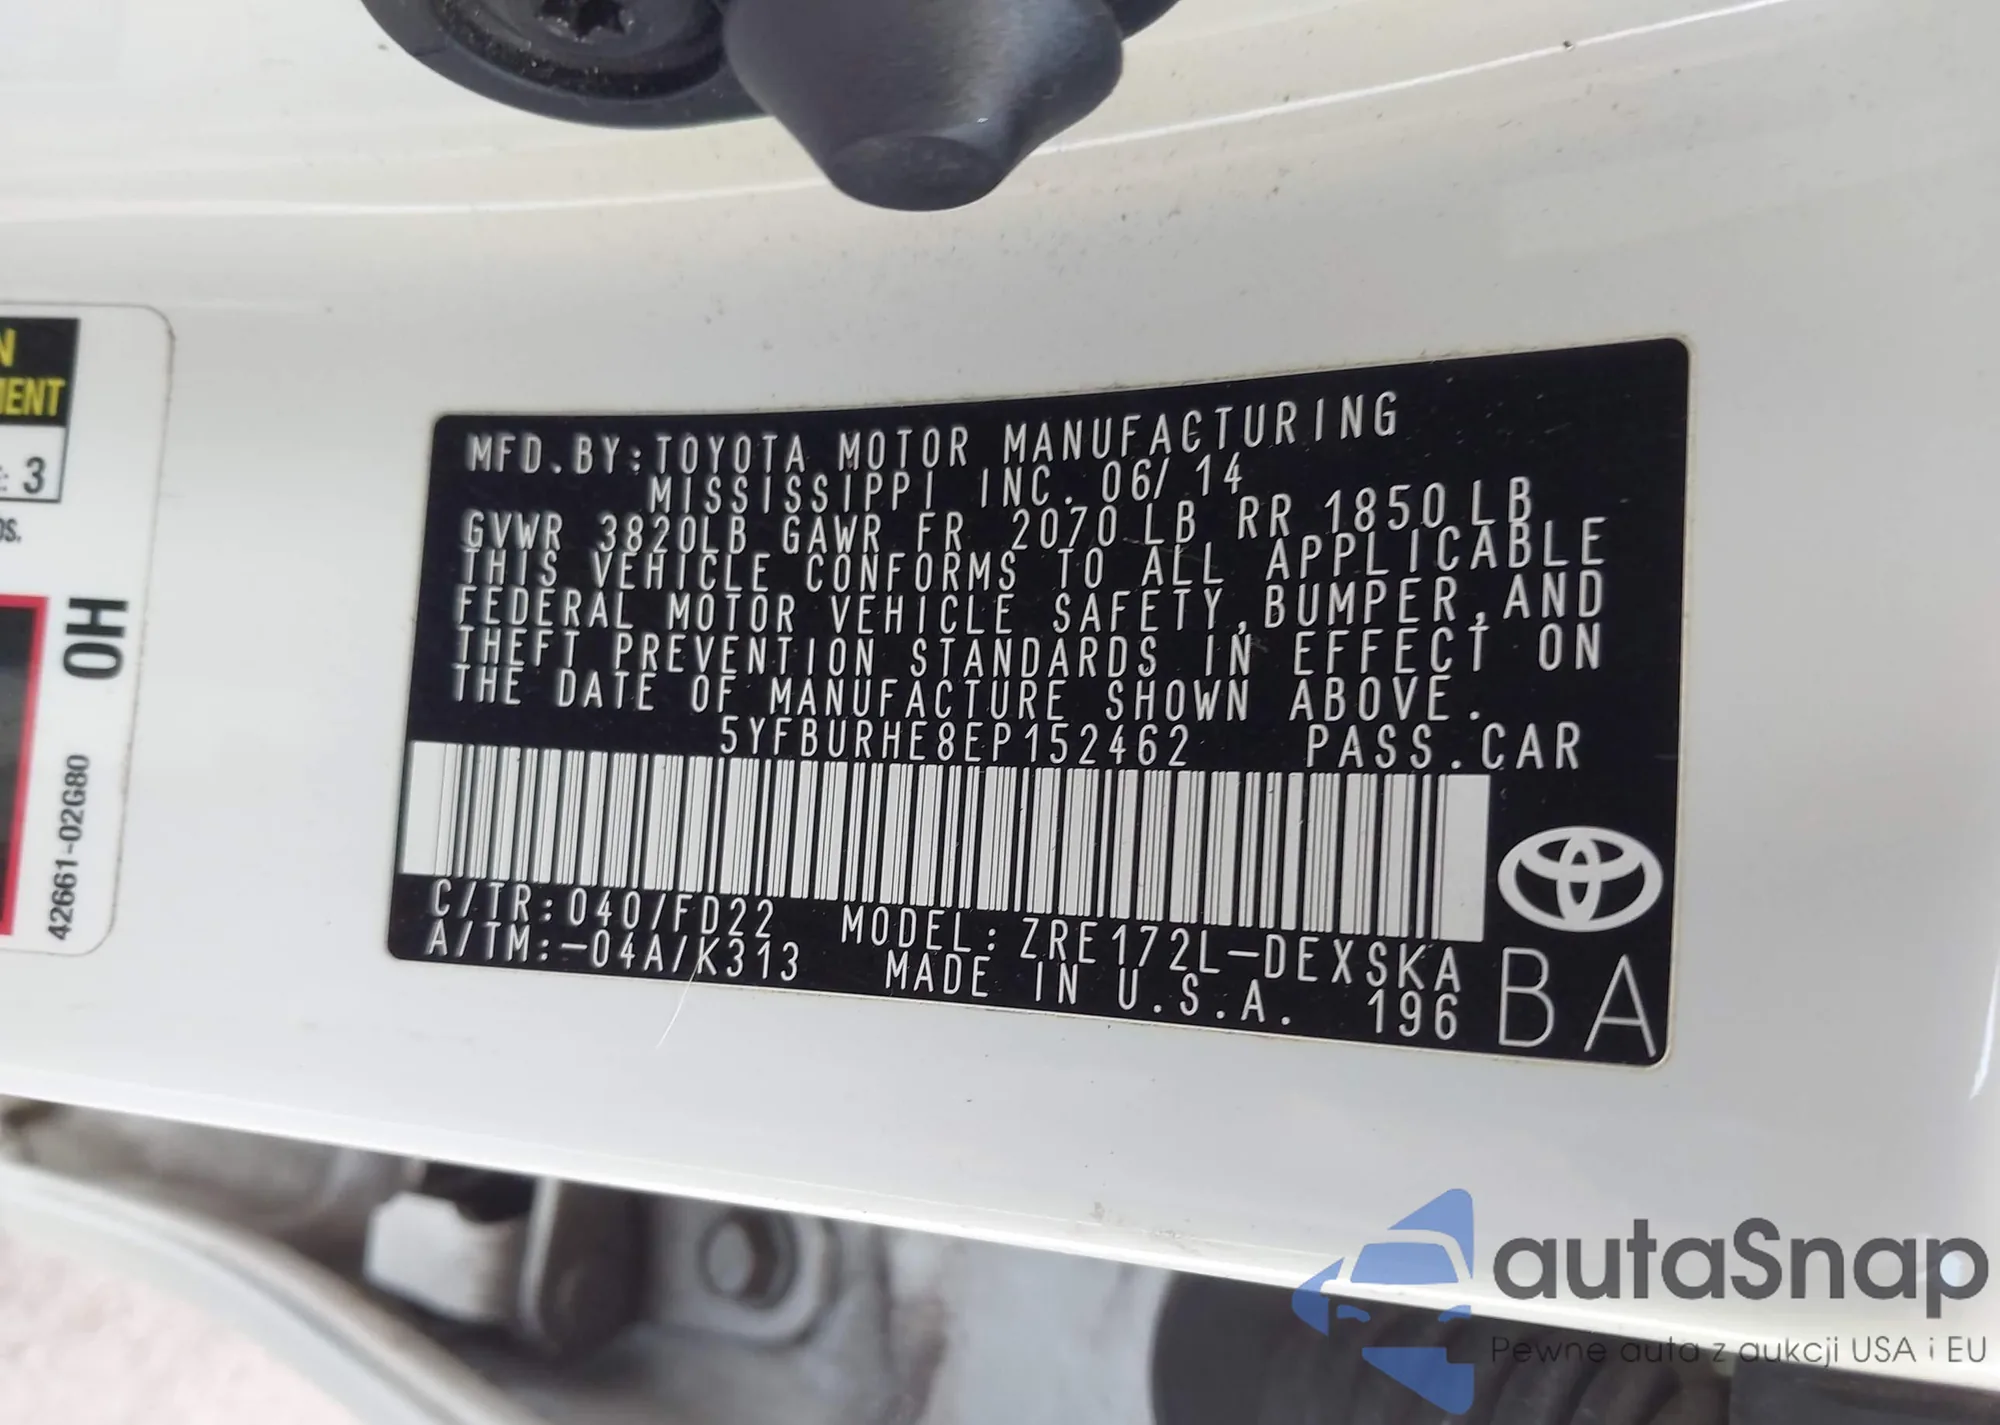 N
MENT
: 3
OS.
OH
42661-02G80
MFD.BY:TOYOTA MOTOR MANUFACTURING
MISSISSIPPI INC. 06/14
GVWR 3820LB GAWR FR 2070LB RR 1850LB
THIS VEHICLE CONFORMS TO ALL APPLICABLE
FEDERAL MOTOR VEHICLE SAFETY,BUMPER,AND
THEFT PREVENTION STANDARDS IN EFFECT ON
THE DATE OF MANUFACTURE SHOWN ABOVE.
5YFBURHE8EP152462 PASS.CAR
C/TR:040/FD22 MODEL:ZRE172L-DEXSKA
A/TM:-04A/K313 MADE IN U.S.A. 196
BA
autaSnap
Pewne auta z aukcji USA i EU